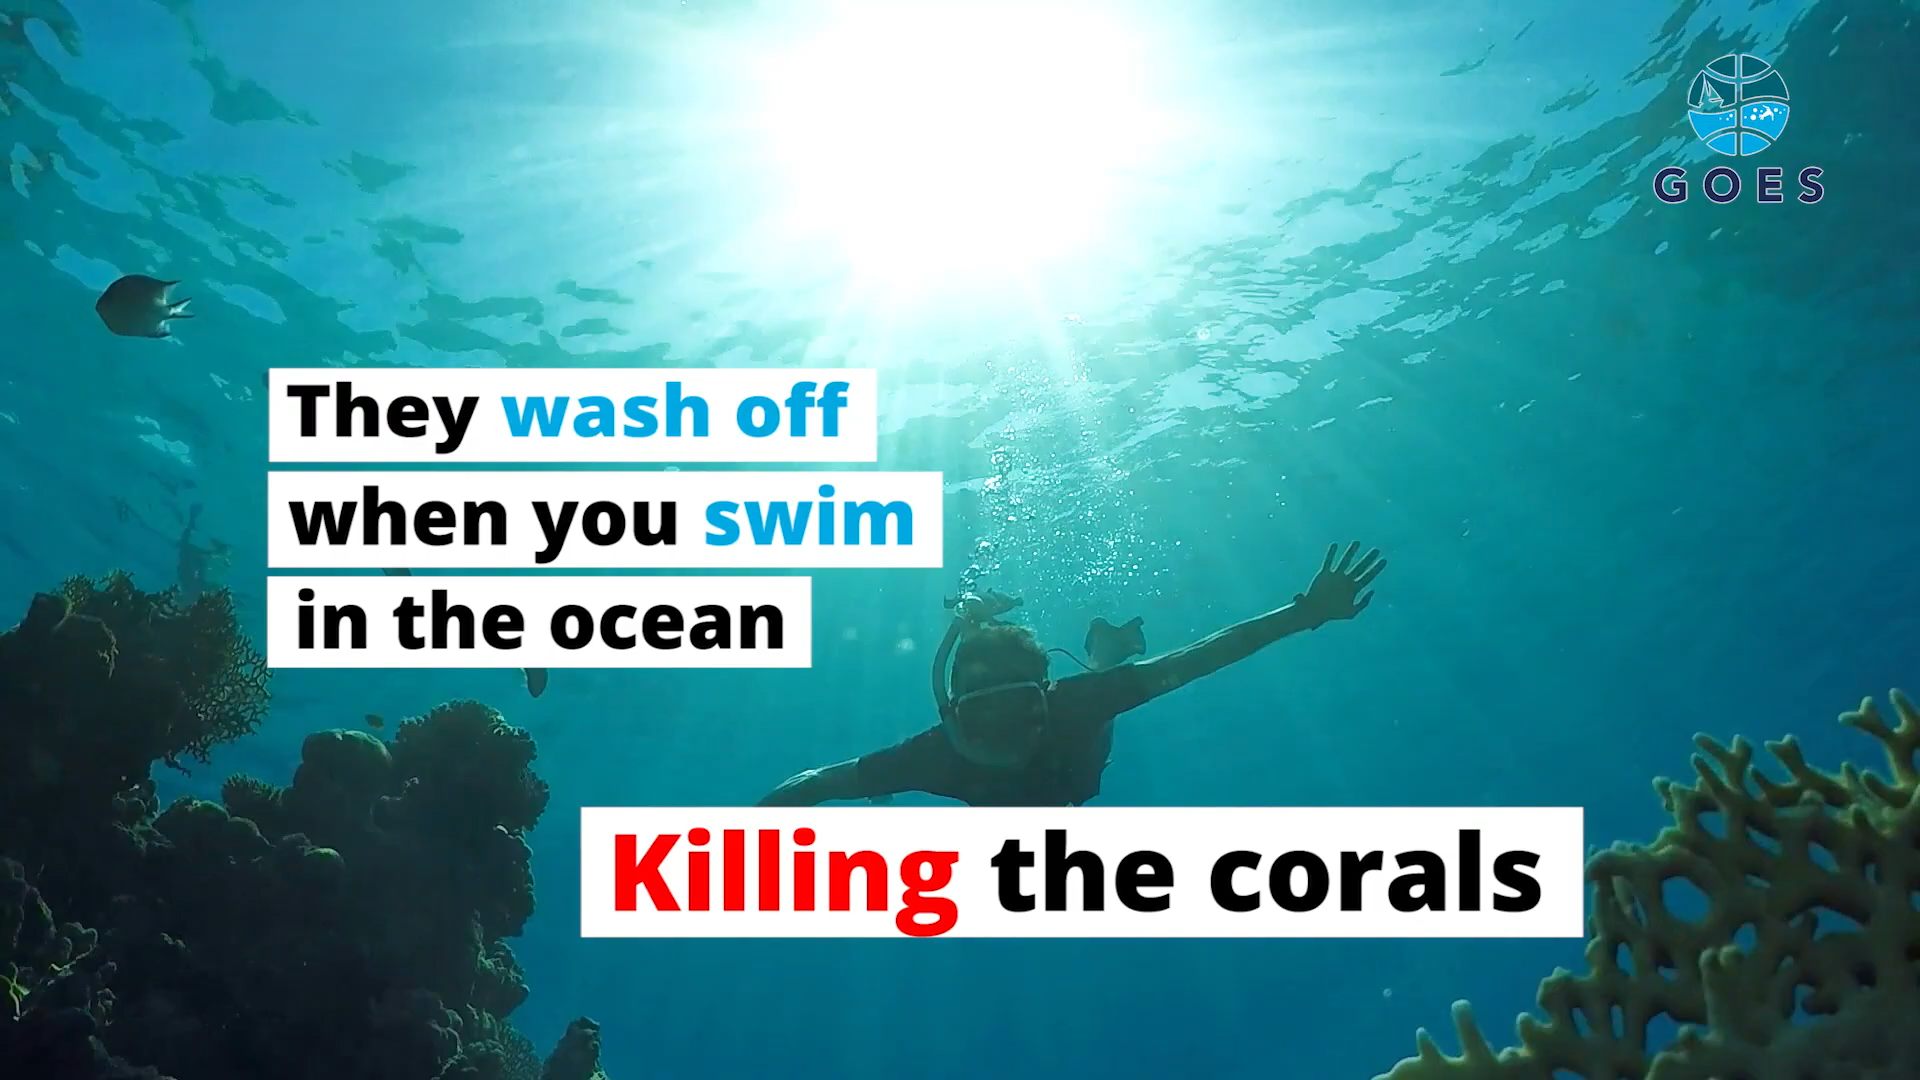 GOES
They wash off
when you swim
in the ocean
Killing the corals